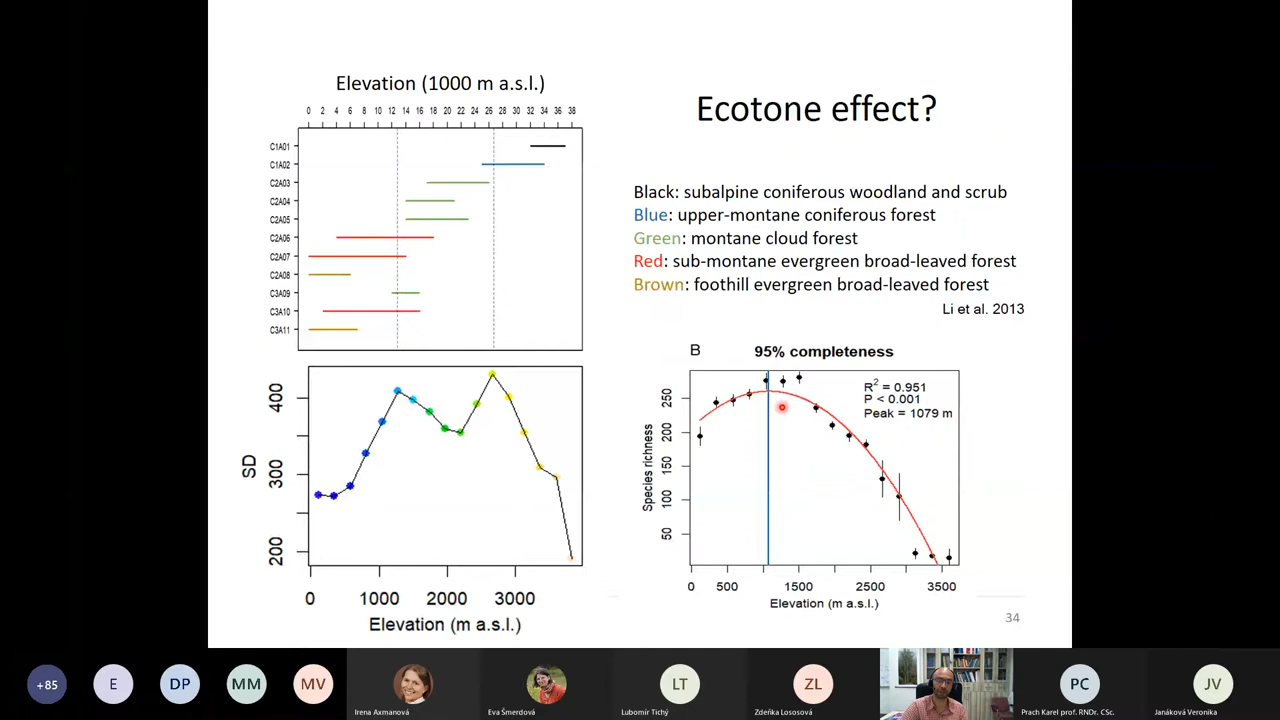 Elevation (1000 m a.s.l.)
0 2 4 6 8 10 12 14 16 18 20 22 24 26 28 30 32 34 36 38
C1A01
C1A02
C2A03
C2A04
C2A05
C2A06
C2A07
C2A08
C3A09
C3A10
C3A11
SD
400
300
200
0 1000 2000 3000
Elevation (m a.s.l.)
Ecotone effect?
Black: subalpine coniferous woodland and scrub
Blue: upper-montane coniferous forest
Green: montane cloud forest
Red: sub-montane evergreen broad-leaved forest
Brown: foothill evergreen broad-leaved forest
Li et al. 2013
B 95% completeness
R2 = 0.951
P < 0.001
Peak = 1079 m
Species richness
250
200
150
100
50
0 500 1500 2500 3500
Elevation (m a.s.l.)
34
+85 E DP MM MV LT ZL PC JV
Irena Axmanová Eva Šmerdová Lubomír Tichý Zdeňka Lososová Prach Karel prof. RNDr. CSc. Janáková Veronika